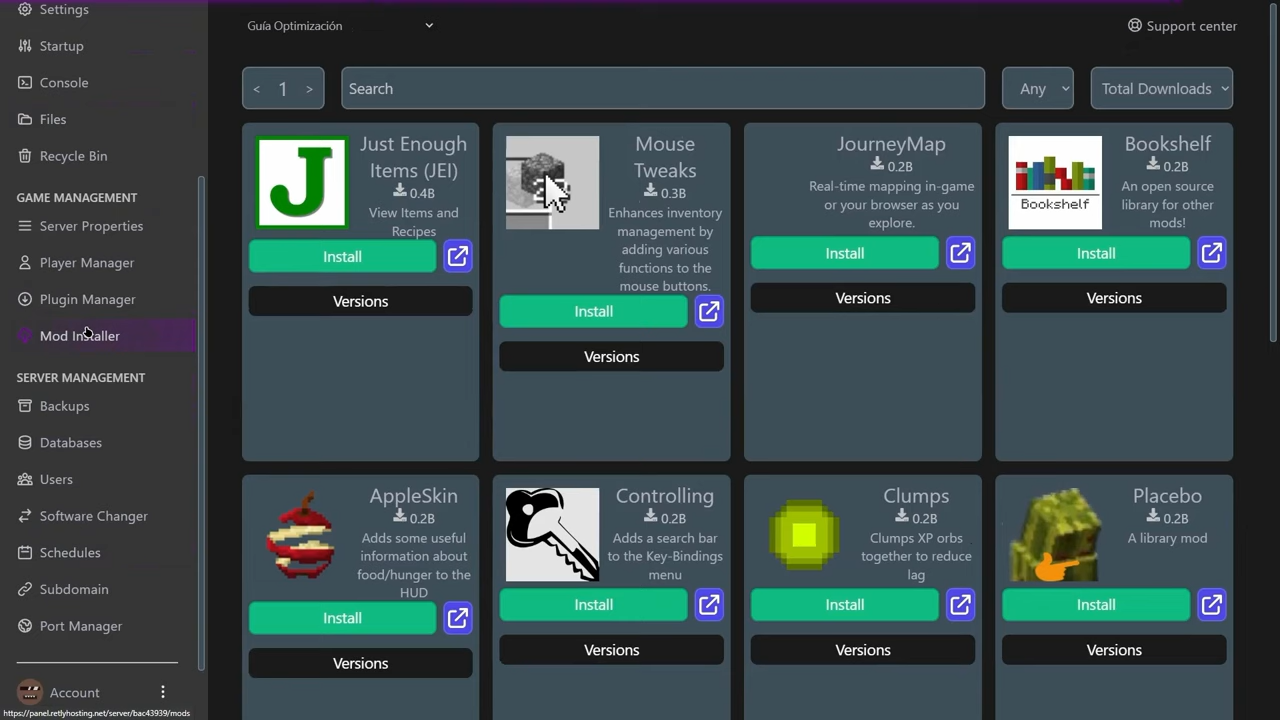 Settings
Startup
Console
Files
Recycle Bin
GAME MANAGEMENT
Server Properties
Player Manager
Plugin Manager
Mod Installer
SERVER MANAGEMENT
Backups
Databases
Users
Software Changer
Schedules
Subdomain
Port Manager
Account
https://panel.retlyhosting.net/server/bac43939/mods
Guía Optimización
Support center
< 1 >
Search
Any
Total Downloads
J
Just Enough
Items (JEI)
0.4B
View Items and
Recipes
Install
Versions
Mouse
Tweaks
0.3B
Enhances inventory
management by
adding various
functions to the
mouse buttons.
Install
Versions
JourneyMap
0.2B
Real-time mapping in-game
or your browser as you
explore.
Install
Versions
Bookshelf
Bookshelf
0.2B
An open source
library for other
mods!
Install
Versions
AppleSkin
0.2B
Adds some useful
information about
food/hunger to the
HUD
Install
Versions
Controlling
0.2B
Adds a search bar
to the Key-Bindings
menu
Install
Versions
Clumps
0.2B
Clumps XP orbs
together to reduce
lag
Install
Versions
Placebo
0.2B
A library mod
Install
Versions